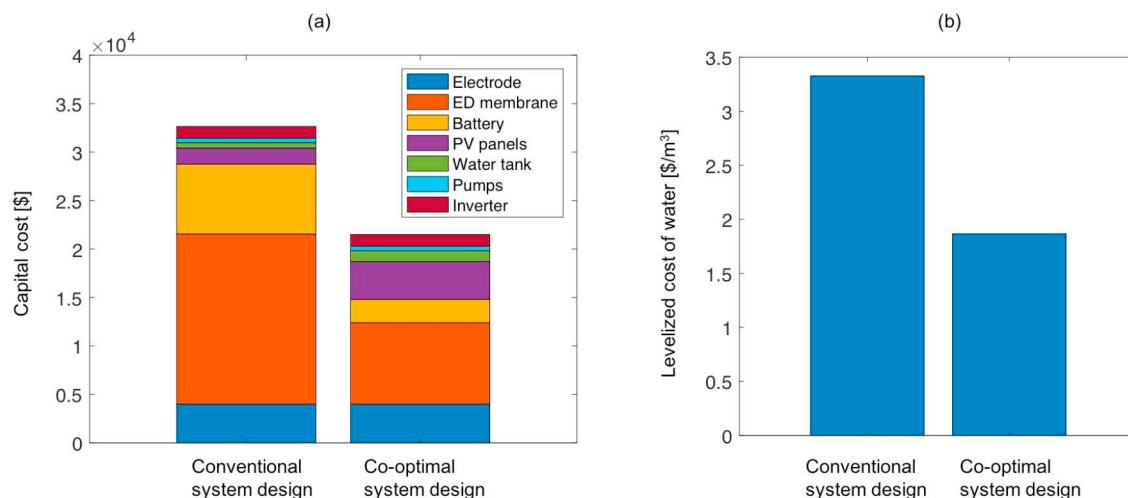 (a)
×10⁴
4
3.5
3
2.5
2
1.5
1
0.5
0
Capital cost [$]
Electrode
ED membrane
Battery
PV panels
Water tank
Pumps
Inverter
Conventional
system design
Co-optimal
system design
(b)
3.5
3
2.5
2
1.5
1
0.5
0
Levelized cost of water [$/m³]
Conventional
system design
Co-optimal
system design